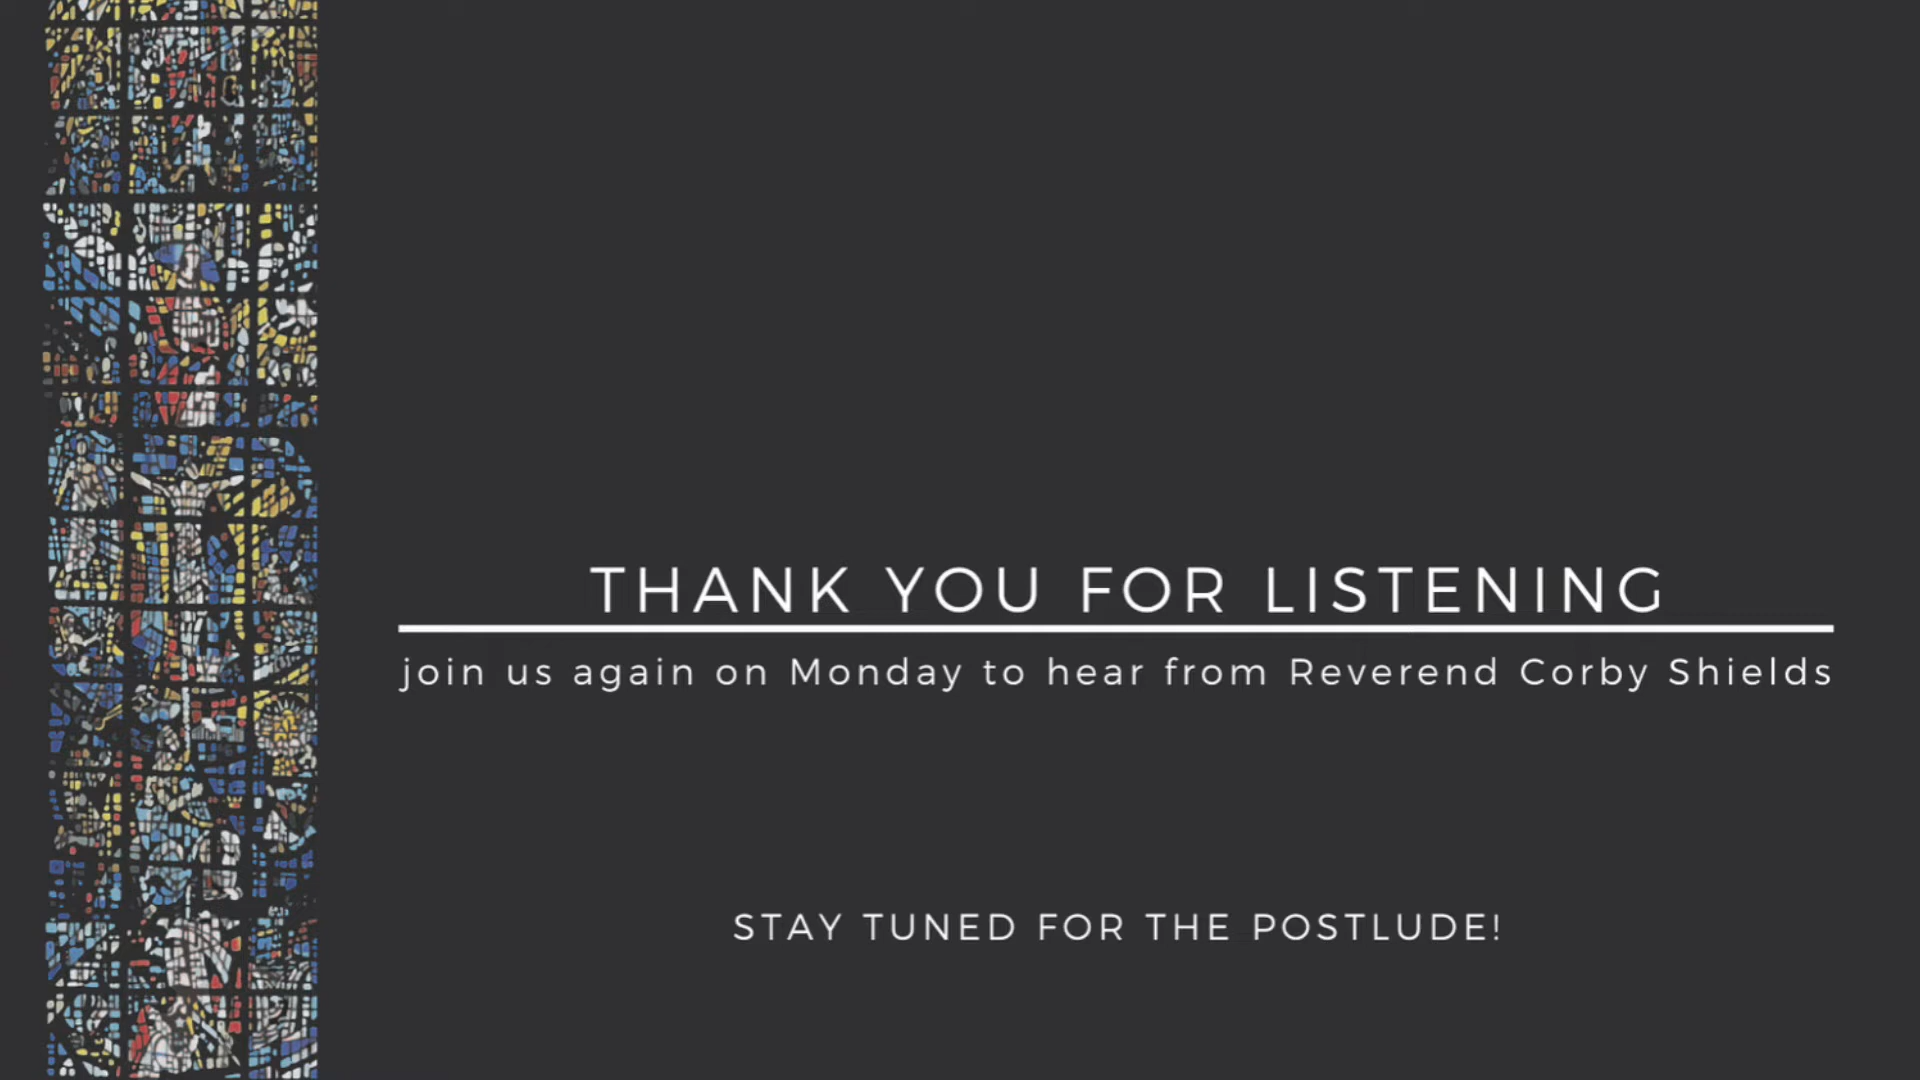 THANK YOU FOR LISTENING
join us again on Monday to hear from Reverend Corby Shields
STAY TUNED FOR THE POSTLUDE!